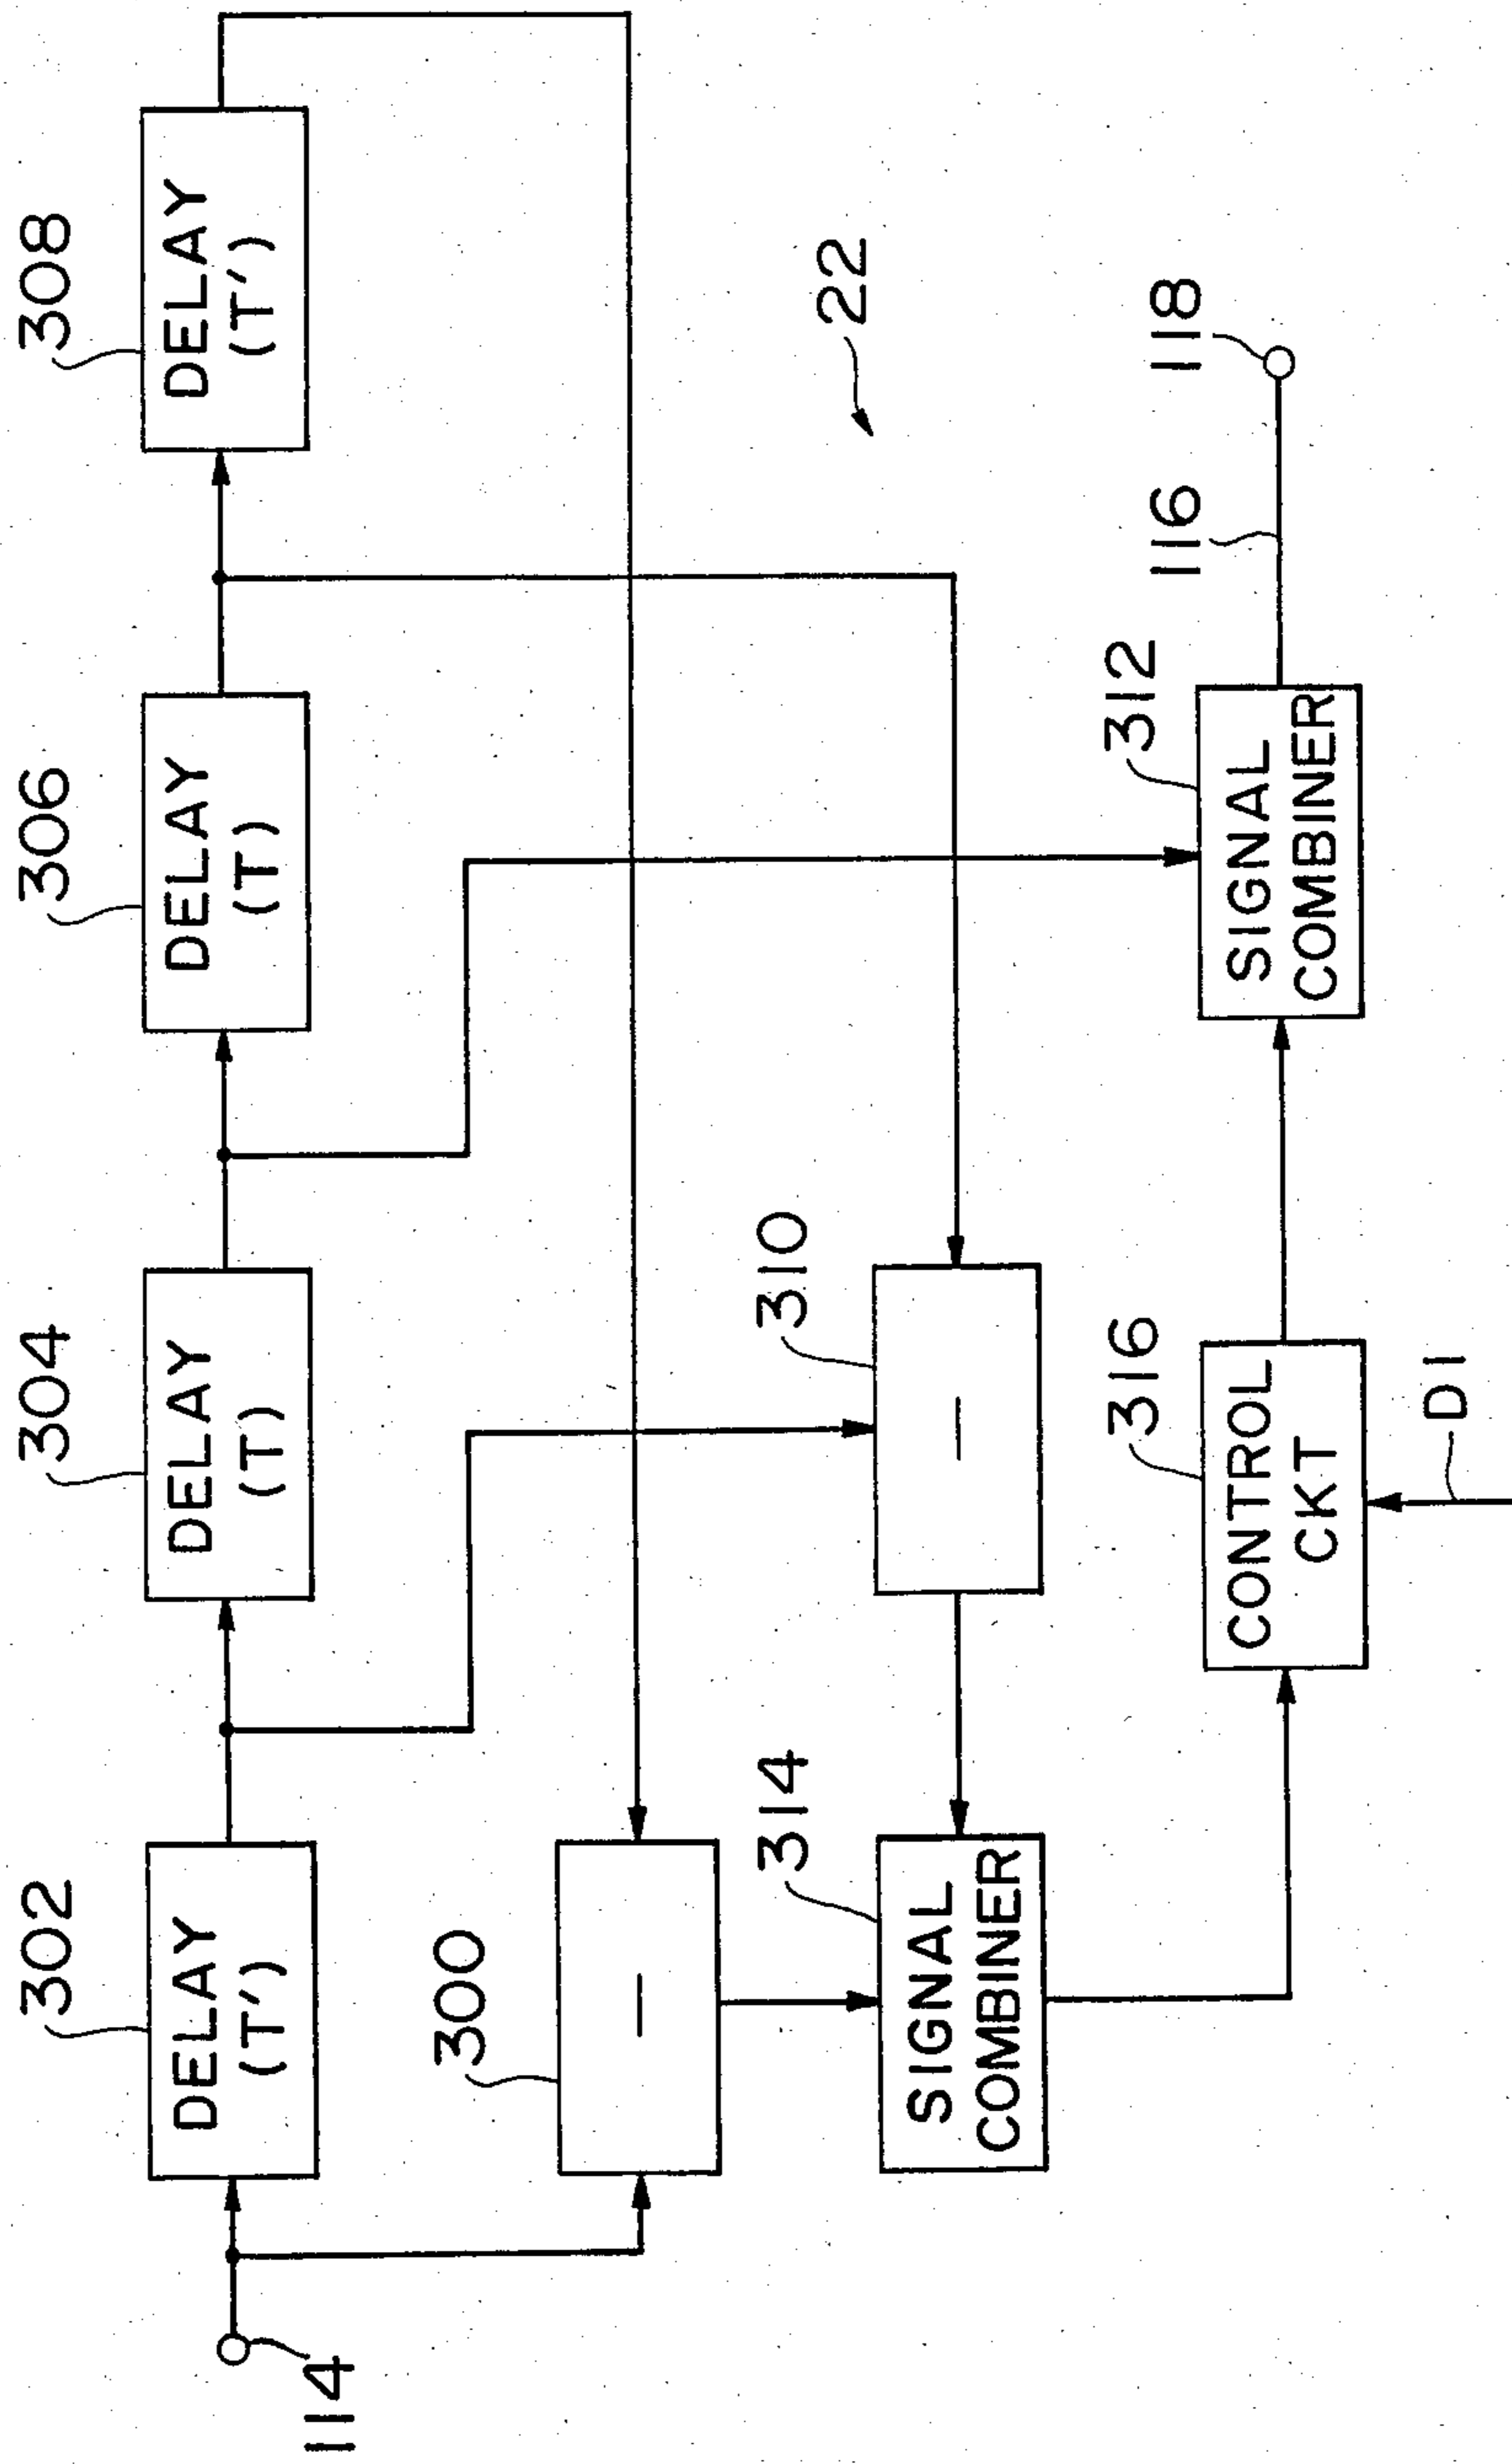 302
DELAY
(T')
304
DELAY
(T)
306
DELAY
(T)
308
DELAY
(T')
114
300
—
310
—
22
314
SIGNAL
COMBINER
316
CONTROL
CKT
312
SIGNAL
COMBINER
116
118
D1